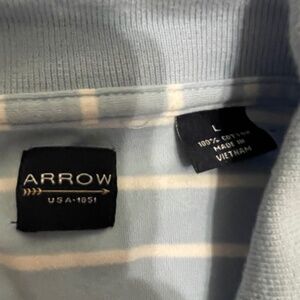 ARROW
USA-1851
L
100% COTTON
MADE IN
VIETNAM